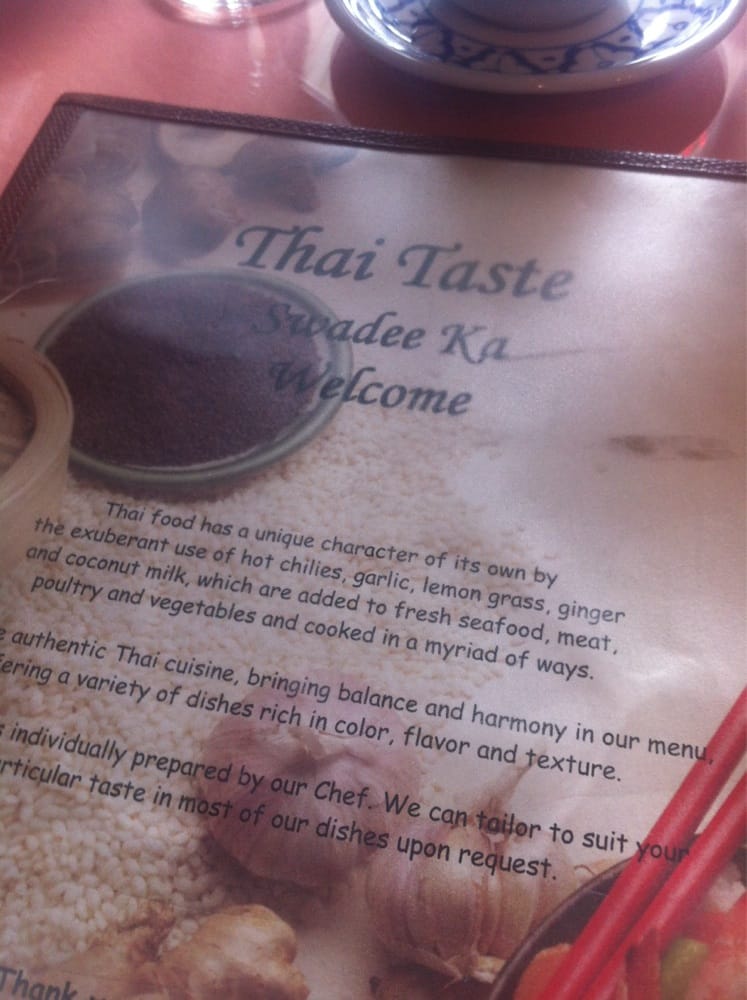 Thai Taste
Swadee Ka
Welcome
Thai food has a unique character of its own by
the exuberant use of hot chilies, garlic, lemon grass, ginger
and coconut milk, which are added to fresh seafood, meat,
poultry and vegetables and cooked in a myriad of ways.
authentic Thai cuisine, bringing balance and harmony in our menu,
ering a variety of dishes rich in color, flavor and texture.
individually prepared by our Chef. We can tailor to suit your
rticular taste in most of our dishes upon request.
Thank